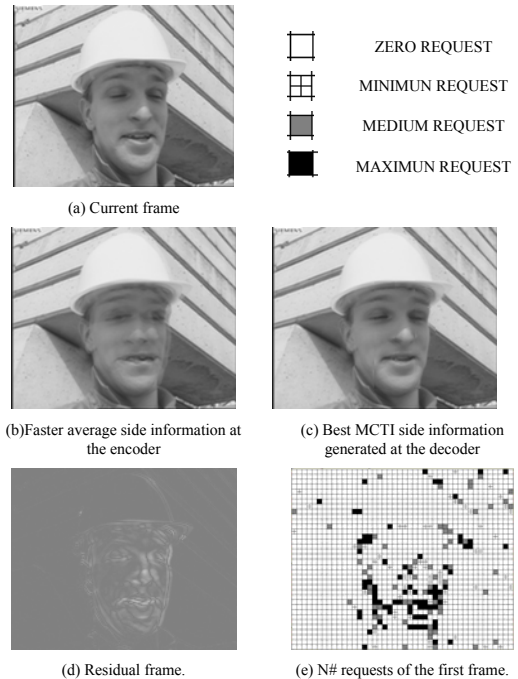 ZERO REQUEST
MINIMUN REQUEST
MEDIUM REQUEST
MAXIMUN REQUEST
(a) Current frame
(b)Faster average side information at
the encoder
(c) Best MCTI side information
generated at the decoder
(d) Residual frame.
(e) N# requests of the first frame.